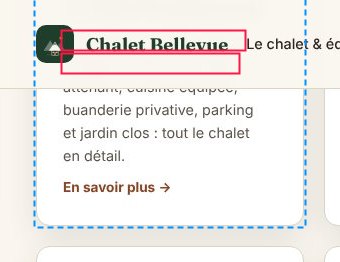 Chalet Bellevue
Le chalet & é
attenant, cuisine équipée,
buanderie privative, parking
et jardin clos : tout le chalet
en détail.
En savoir plus →